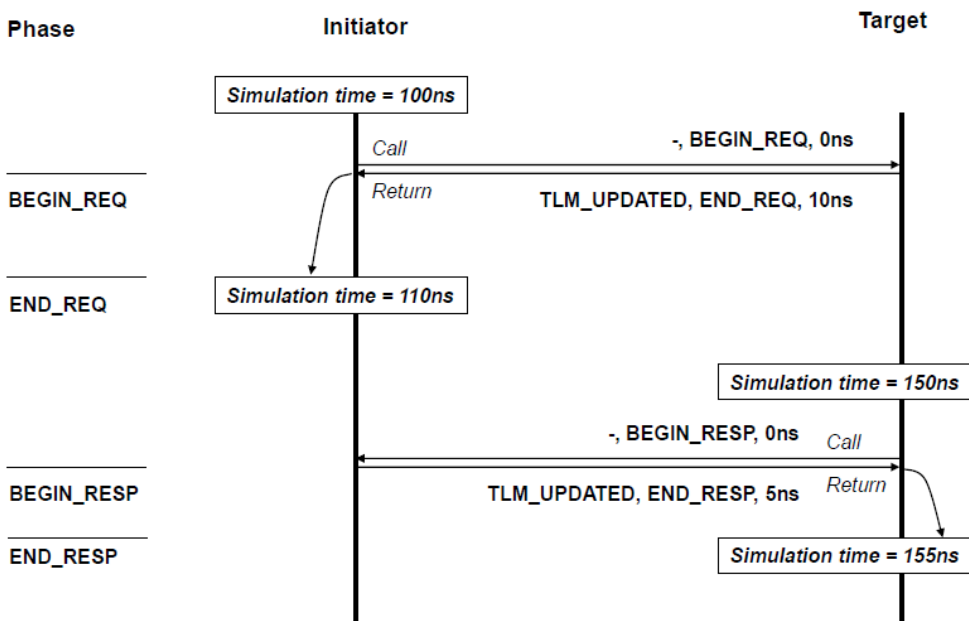 Phase
Initiator
Target
Simulation time = 100ns
-, BEGIN_REQ, 0ns
Call
Return
BEGIN_REQ
TLM_UPDATED, END_REQ, 10ns
END_REQ
Simulation time = 110ns
Simulation time = 150ns
-, BEGIN_RESP, 0ns
Call
BEGIN_RESP
TLM_UPDATED, END_RESP, 5ns
Return
END_RESP
Simulation time = 155ns